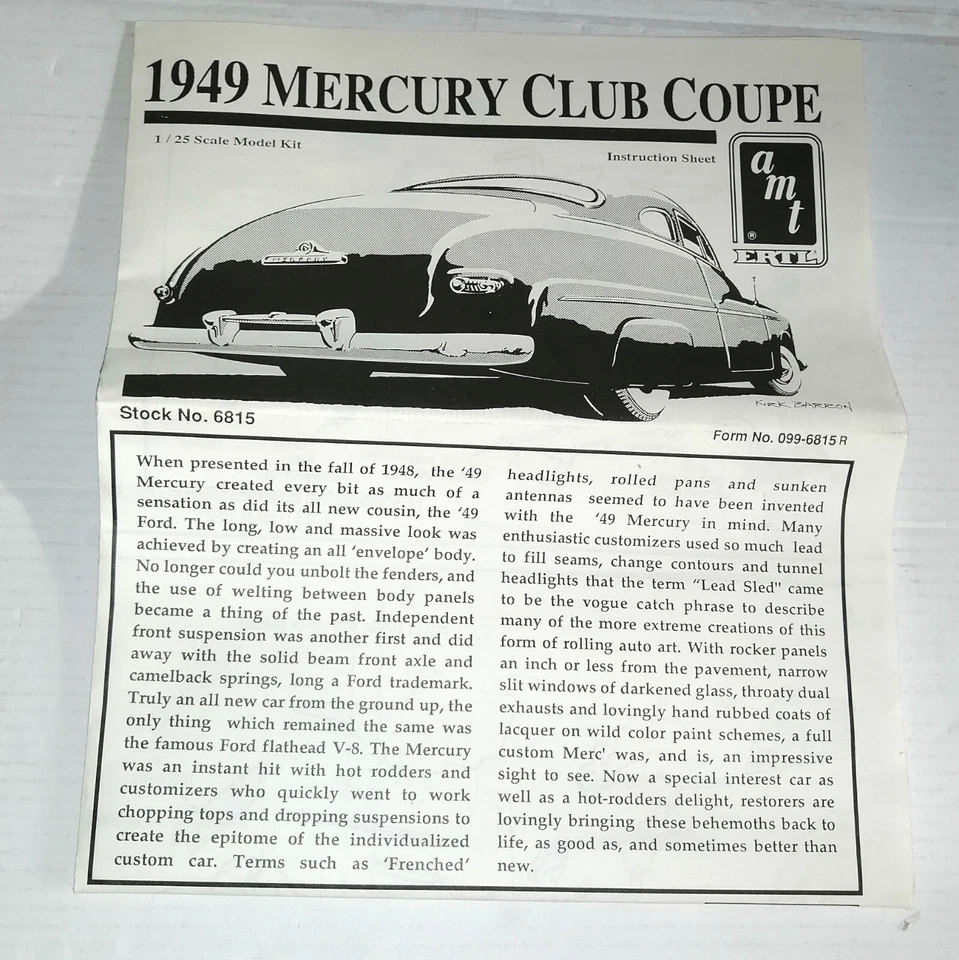 1949 MERCURY CLUB COUPE
1 / 25 Scale Model Kit
Instruction Sheet
amt
®
ERTL
MERCURY
KIRK BARRON
Stock No. 6815
Form No. 099-6815 R
When presented in the fall of 1948, the ‘49
Mercury created every bit as much of a
sensation as did its all new cousin, the ‘49
Ford. The long, low and massive look was
achieved by creating an all ‘envelope’ body.
No longer could you unbolt the fenders, and
the use of welting between body panels
became a thing of the past. Independent
front suspension was another first and did
away with the solid beam front axle and
camelback springs, long a Ford trademark.
Truly an all new car from the ground up, the
only thing which remained the same was
the famous Ford flathead V-8. The Mercury
was an instant hit with hot rodders and
customizers who quickly went to work
chopping tops and dropping suspensions to
create the epitome of the individualized
custom car. Terms such as ‘Frenched’
headlights, rolled pans and sunken
antennas seemed to have been invented
with the ‘49 Mercury in mind. Many
enthusiastic customizers used so much lead
to fill seams, change contours and tunnel
headlights that the term “Lead Sled" came
to be the vogue catch phrase to describe
many of the more extreme creations of this
form of rolling auto art. With rocker panels
an inch or less from the pavement, narrow
slit windows of darkened glass, throaty dual
exhausts and lovingly hand rubbed coats of
lacquer on wild color paint schemes, a full
custom Merc' was, and is, an impressive
sight to see. Now a special interest car as
well as a hot-rodders delight, restorers are
lovingly bringing these behemoths back to
life, as good as, and sometimes better than
new.